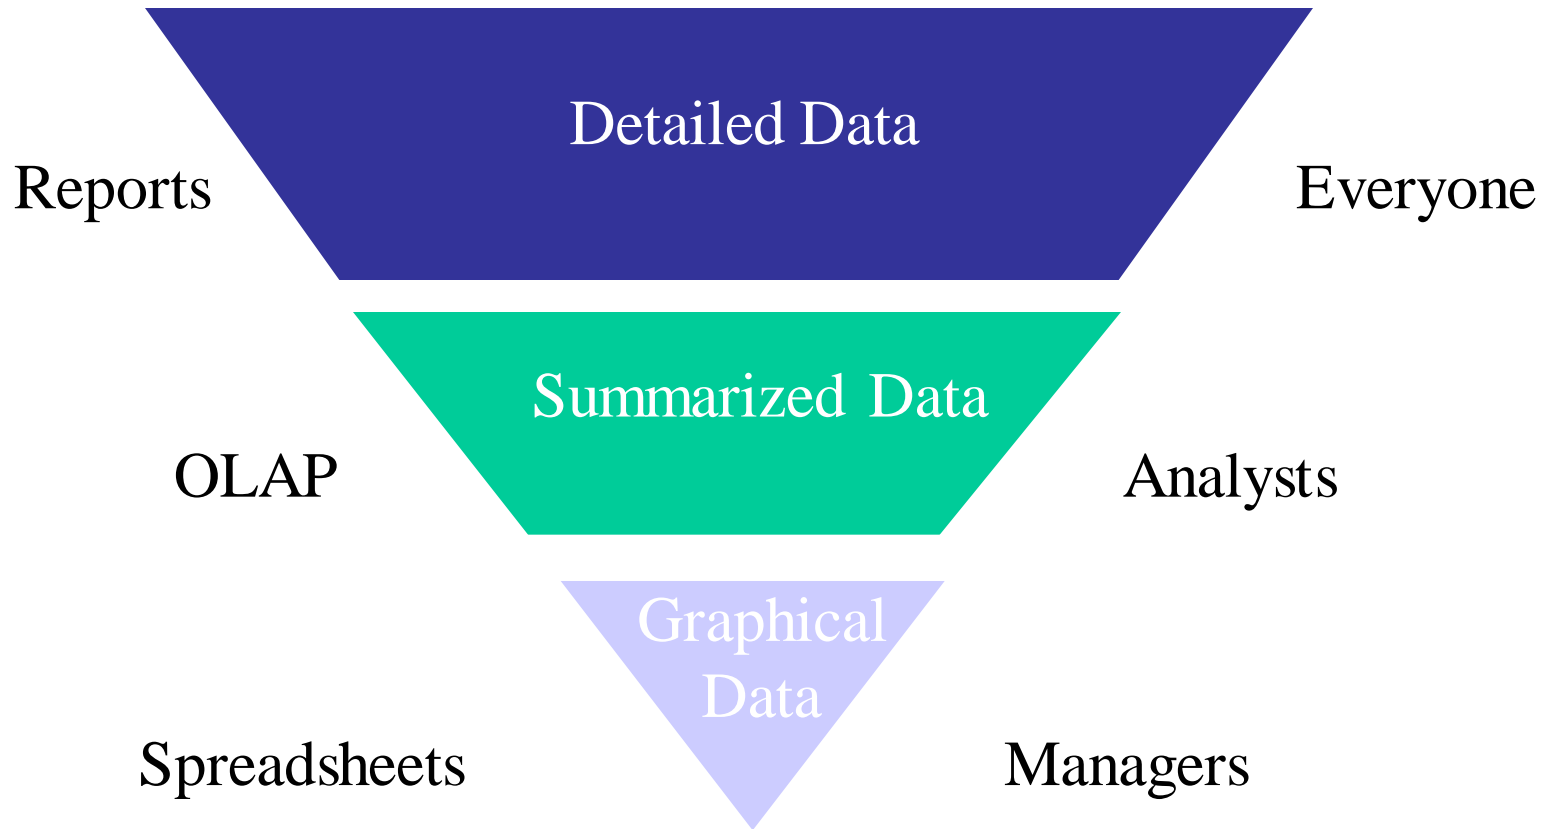 Detailed Data
Reports
Everyone
Summarized Data
OLAP
Analysts
Graphical
Data
Spreadsheets
Managers